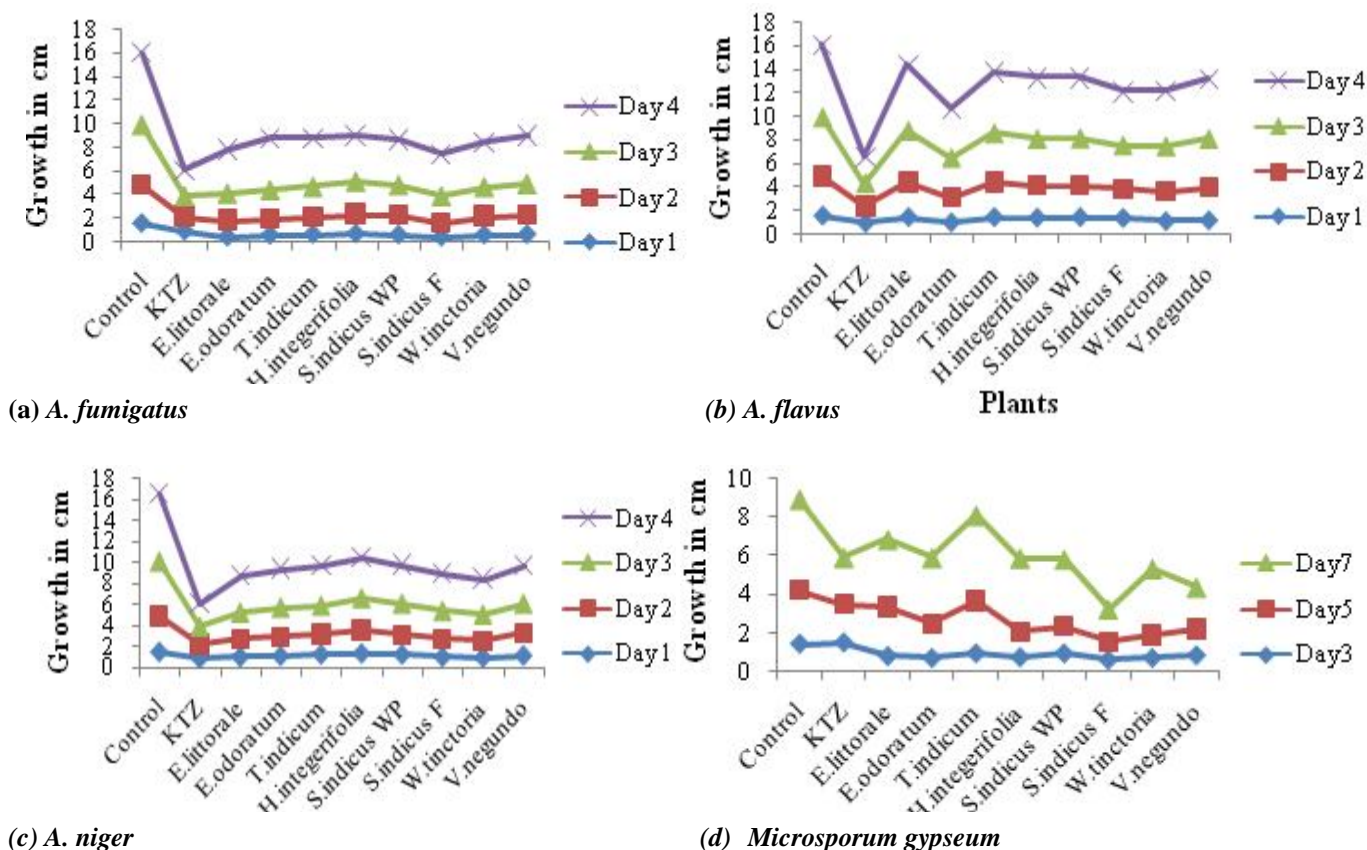 Growth in cm
18
16
14
12
10
8
6
4
2
0
Day4
Day3
Day2
Day1
Control
KTZ
E.littorale
E.odoratum
T.indicum
H.integerifolia
S.indicus WP
S.indicus F
W.tinctoria
V.negundo
(a) A. fumigatus
Growth in cm
18
16
14
12
10
8
6
4
2
0
Day4
Day3
Day2
Day1
Control
KTZ
E.littorale
E.odoratum
T.indicum
H.integerifolia
S.indicus WP
S.indicus F
W.tinctoria
V.negundo
Plants
(b) A. flavus
Growth in cm
18
16
14
12
10
8
6
4
2
0
Day4
Day3
Day2
Day1
Control
KTZ
E.littorale
E.odoratum
T.indicum
H.integerifolia
S.indicus WP
S.indicus F
W.tinctoria
V.negundo
(c) A. niger
Growth in cm
10
8
6
4
2
0
Day7
Day5
Day3
Control
KTZ
E.littorale
E.odoratum
T.indicum
H.integerifolia
S.indicus WP
S.indicus F
W.tinctoria
V.negundo
(d) Microsporum gypseum